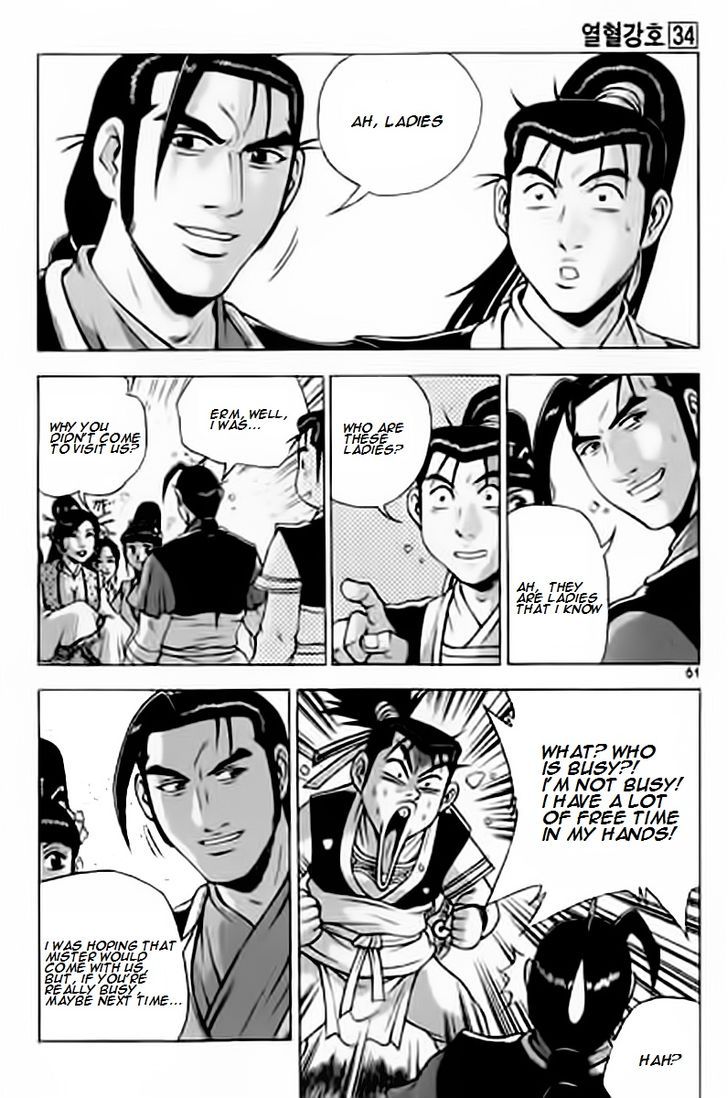 열혈강호 34
AH, LADIES
WHY YOU
DIDN'T COME
TO VISIT US?
ERM, WELL,
I WAS...
WHO ARE
THESE
LADIES?
AH, THEY
ARE LADIES
THAT I KNOW
61
I WAS HOPING THAT
MISTER WOULD
COME WITH US,
BUT, IF YOU'RE
REALLY BUSY,
MAYBE NEXT TIME...
WHAT? WHO
IS BUSY?!
I'M NOT BUSY!
I HAVE A LOT
OF FREE TIME
IN MY HANDS!
HAH?